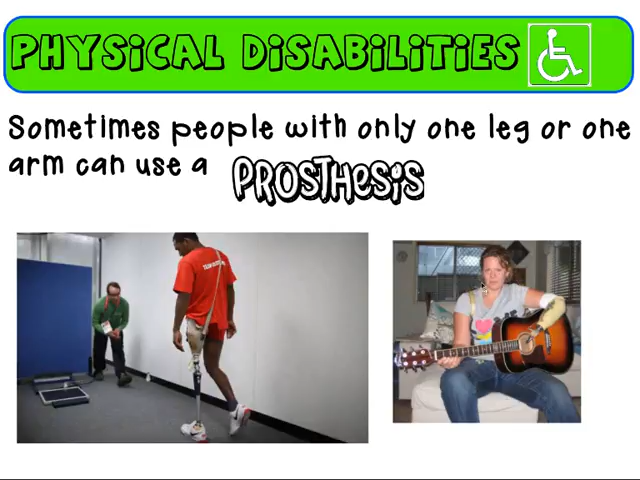 PHYSICAL DISABILITIES
Sometimes people with only one leg or one
arm can use a PROSTHESIS